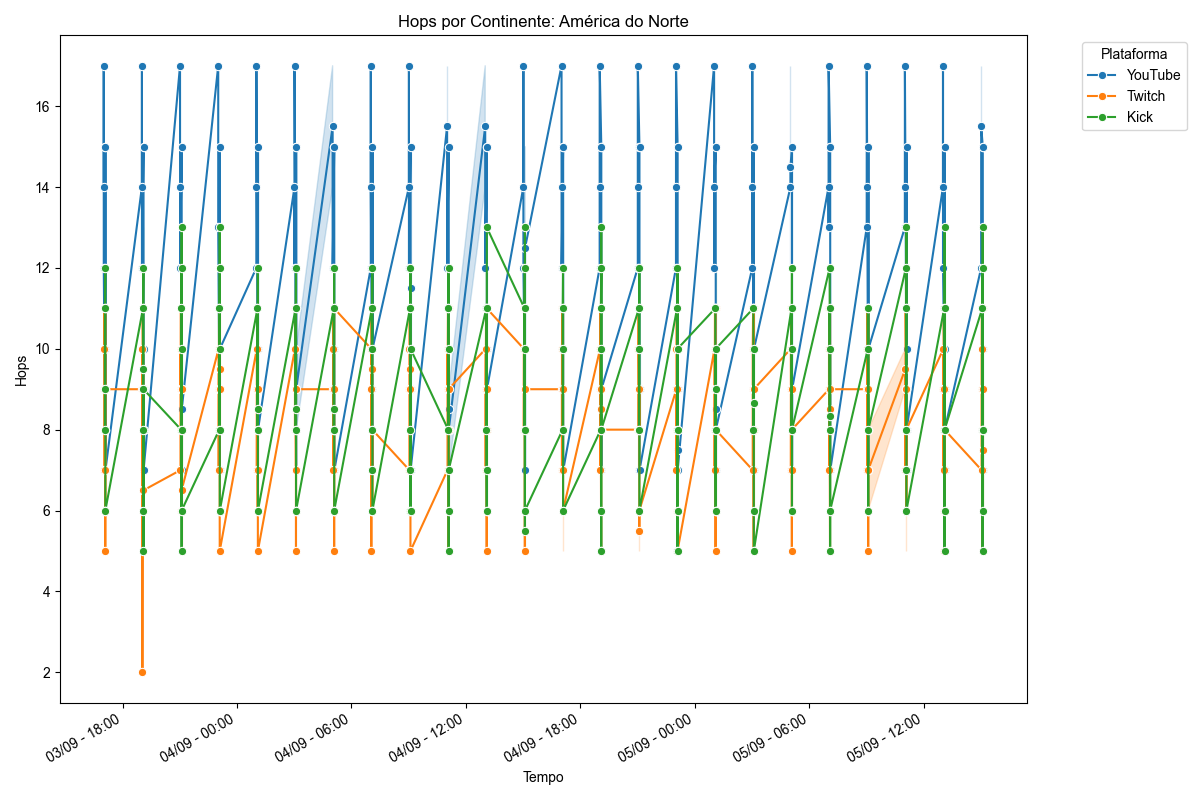 Hops por Continente: América do Norte
Plataforma
YouTube
Twitch
Kick
Hops
16
14
12
10
8
6
4
2
03/09 - 18:00
04/09 - 00:00
04/09 - 06:00
04/09 - 12:00
04/09 - 18:00
05/09 - 00:00
05/09 - 06:00
05/09 - 12:00
Tempo